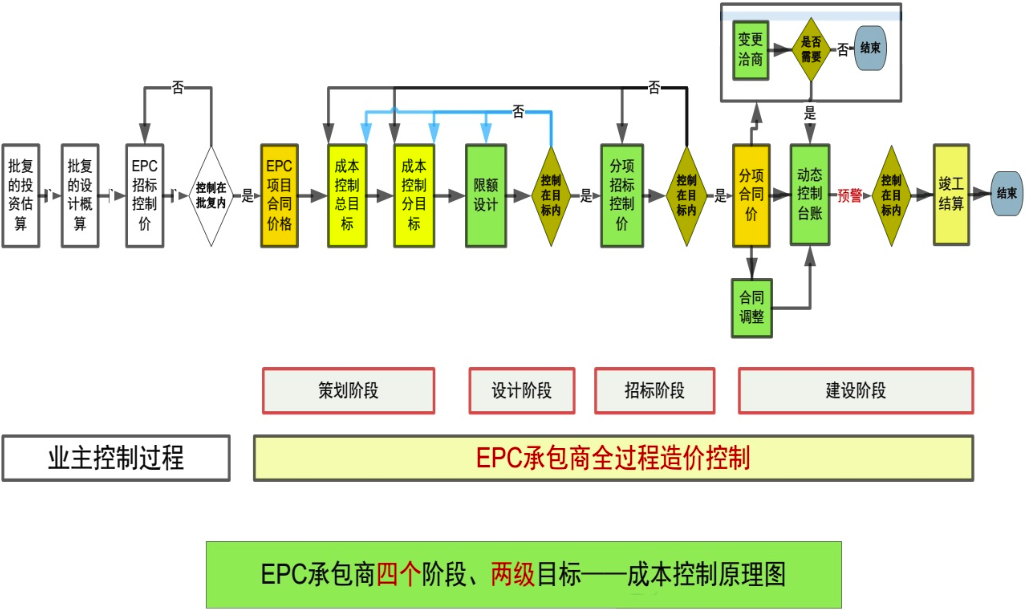 变更
洽商
是否
需要
否
结束
否
否
否
是
批复
的投
资估
算
批复
的设
计概
算
EPC
招标
控制
价
控制在
批复内
是
EPC
项目
合同
价格
成本
控制
总目
标
成本
控制
分目
标
限额
设计
控制
在目
标内
是
分项
招标
控制
价
控制
在目
标内
是
分项
合同
价
动态
控制
台账
预警
控制
在目
标内
竣工
结算
结束
合同
调整
策划阶段
设计阶段
招标阶段
建设阶段
业主控制过程
EPC承包商全过程造价控制
EPC承包商四个阶段、两级目标——成本控制原理图